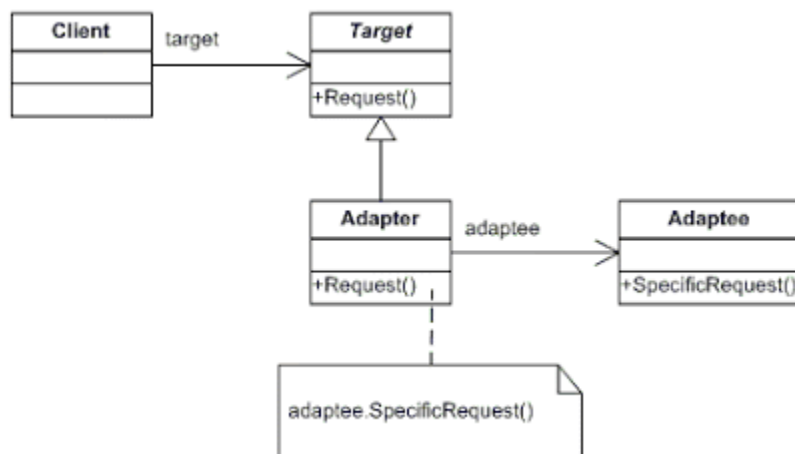 Client
target
Target
+Request()
Adapter
adaptee
Adaptee
+Request()
+SpecificRequest()
adaptee.SpecificRequest()